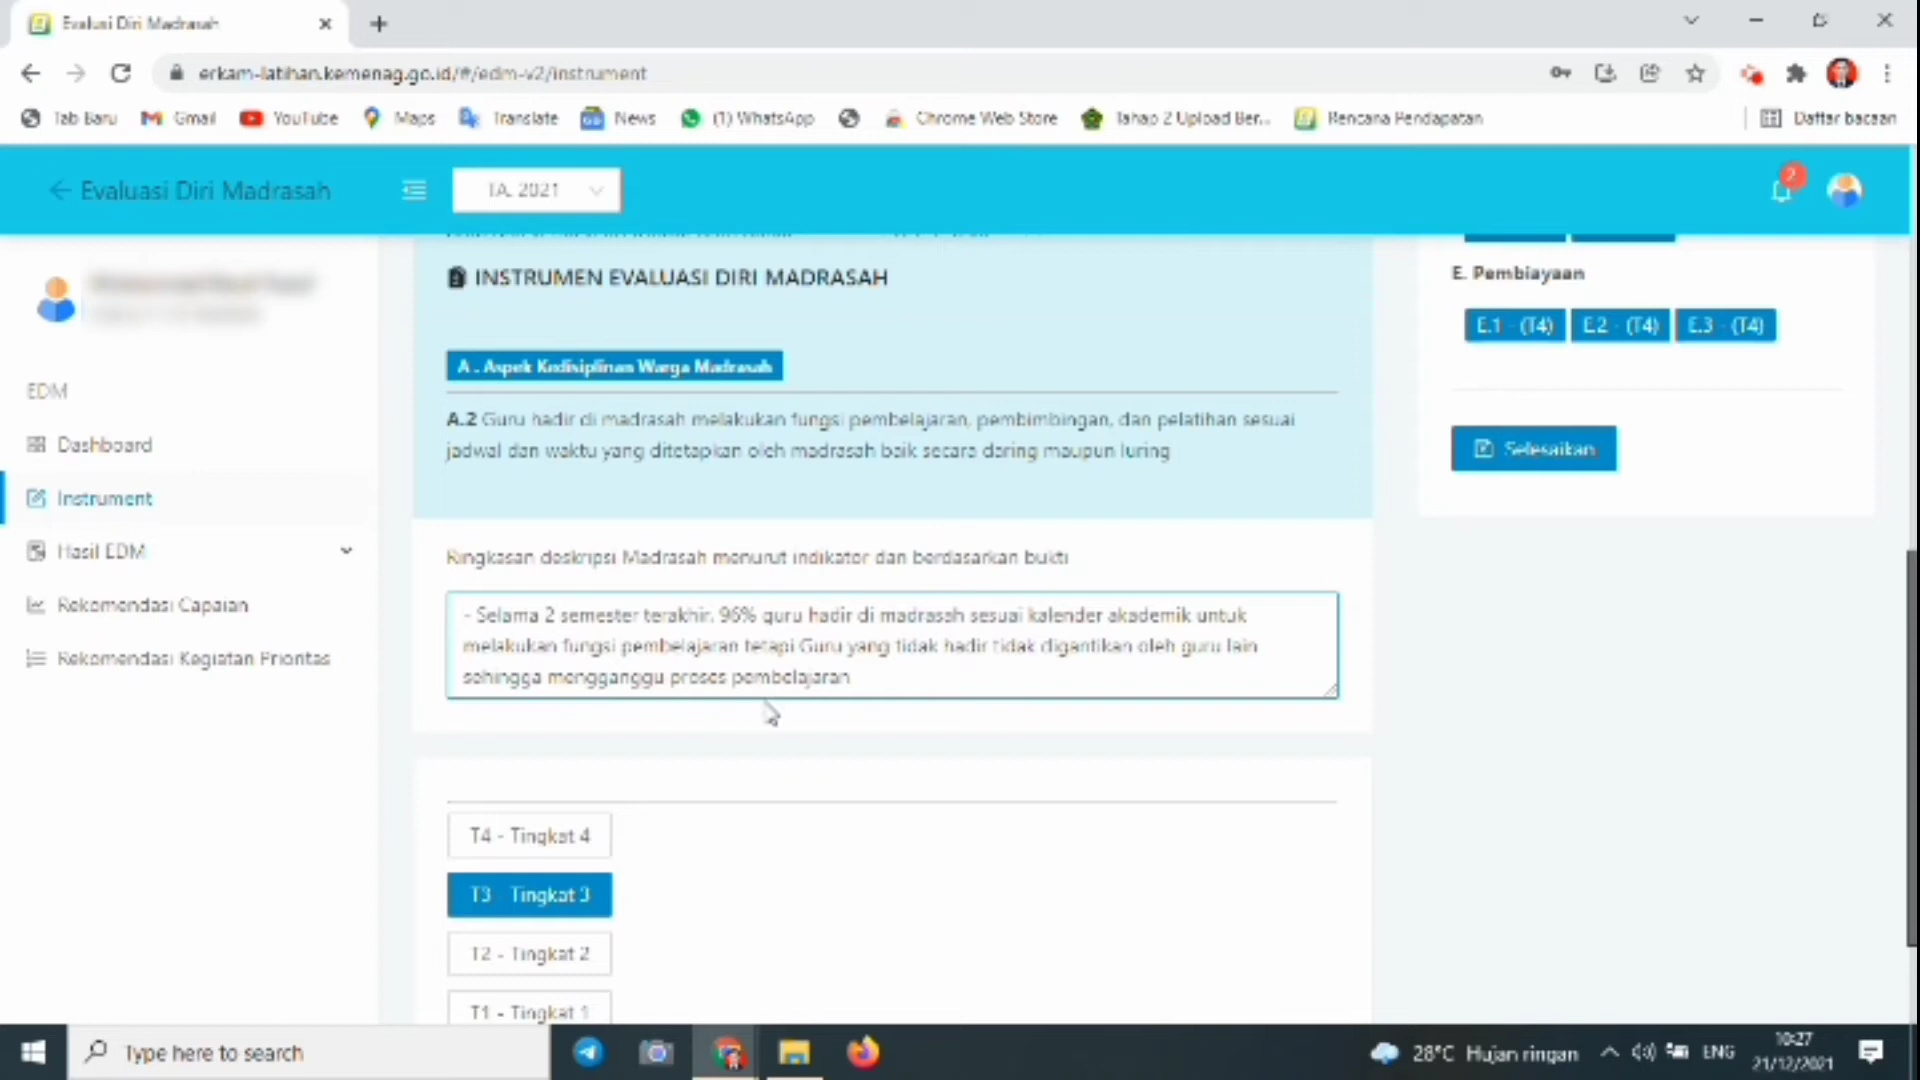 Evaluasi Diri Madrasah
erkam-latihan.kemenag.go.id/#/edm-v2/instrument
Tab Baru
Gmail
YouTube
Maps
Translate
News
(1) WhatsApp
Chrome Web Store
Tahap 2 Upload Ber...
Rencana Pendapatan
Daftar bacaan
Evaluasi Diri Madrasah
TA. 2021
2
EDM
Dashboard
Instrument
Hasil EDM
Rekomendasi Capaian
Rekomendasi Kegiatan Prioritas
INSTRUMEN EVALUASI DIRI MADRASAH
A . Aspek Kedisiplinan Warga Madrasah
A.2 Guru hadir di madrasah melakukan fungsi pembelajaran, pembimbingan, dan pelatihan sesuai
jadwal dan waktu yang ditetapkan oleh madrasah baik secara daring maupun luring
Ringkasan deskripsi Madrasah menurut indikator dan berdasarkan bukti
- Selama 2 semester terakhir, 96% guru hadir di madrasah sesuai kalender akademik untuk
melakukan fungsi pembelajaran tetapi Guru yang tidak hadir tidak digantikan oleh guru lain
sehingga mengganggu proses pembelajaran
T4 - Tingkat 4
T3 - Tingkat 3
T2 - Tingkat 2
T1 - Tingkat 1
E. Pembiayaan
E.1 - (T4)
E.2 - (T4)
E.3 - (T4)
Selesaikan
Type here to search
28°C Hujan ringan
ENG
10:27
21/12/2021